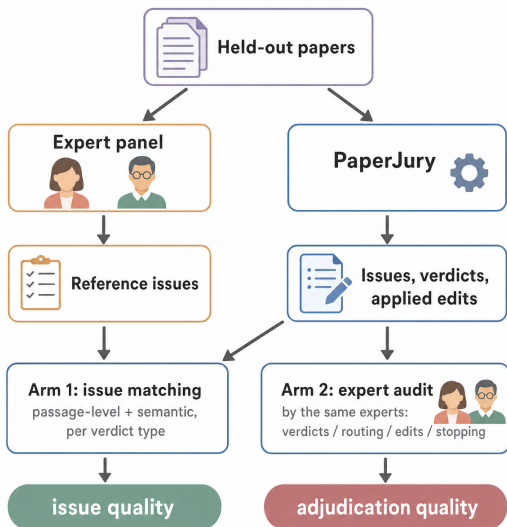 Held-out papers
Expert panel
PaperJury
Reference issues
Issues, verdicts,
applied edits
Arm 1: issue matching
passage-level + semantic,
per verdict type
Arm 2: expert audit
by the same experts:
verdicts / routing / edits / stopping
issue quality
adjudication quality